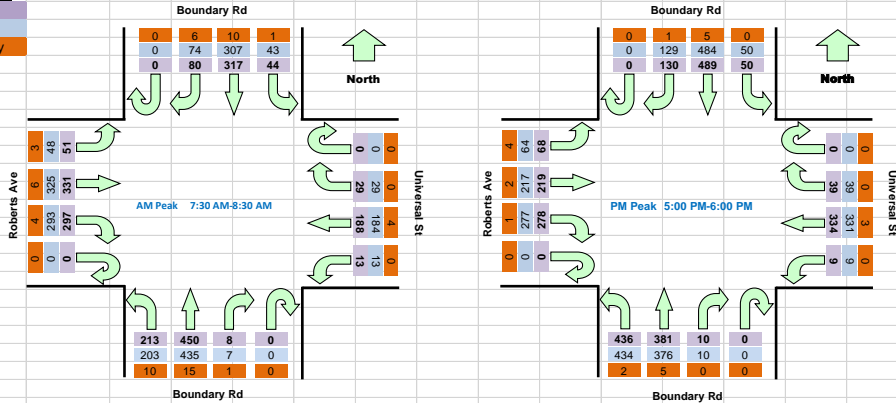 Boundary Rd
0 6 10 1
0 74 307 43
0 80 317 44
North
3 48 51
6 325 331
4 293 297
0 0 0
Roberts Ave
AM Peak 7:30 AM-8:30 AM
0 0 0
29 29 0
188 184 4
13 13 0
Universal St
213 450 8 0
203 435 7 0
10 15 1 0
Boundary Rd
Boundary Rd
0 1 5 0
0 129 484 50
0 130 489 50
North
4 64 68
2 217 219
1 277 278
0 0 0
Roberts Ave
PM Peak 5:00 PM-6:00 PM
0 0 0
39 39 0
334 331 3
9 9 0
Universal St
436 381 10 0
434 376 10 0
2 5 0 0
Boundary Rd